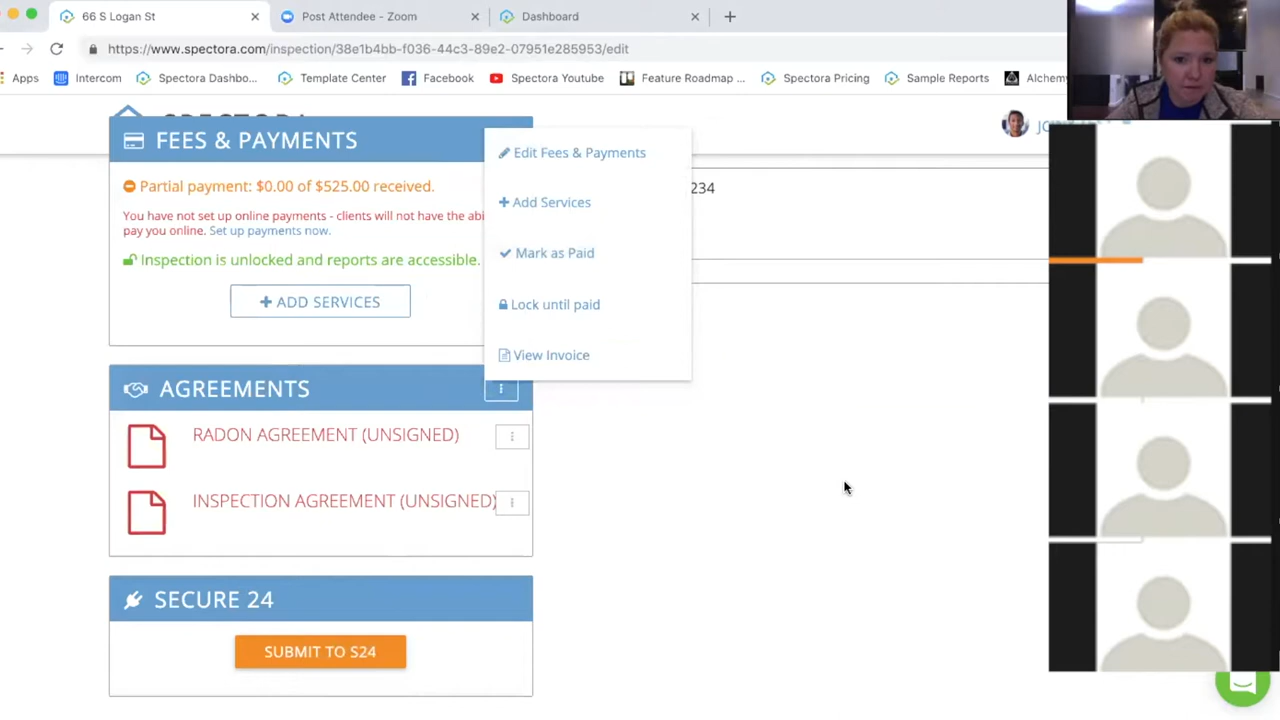 66 S Logan St
Post Attendee - Zoom
Dashboard
https://www.spectora.com/inspection/38e1b4bb-f036-44c3-89e2-07951e285953/edit
Apps
Intercom
Spectora Dashbo...
Template Center
Facebook
Spectora Youtube
Feature Roadmap ...
Spectora Pricing
Sample Reports
Alchemy
FEES & PAYMENTS
Partial payment: $0.00 of $525.00 received.
You have not set up online payments - clients will not have the abi
pay you online. Set up payments now.
Inspection is unlocked and reports are accessible.
+ ADD SERVICES
Edit Fees & Payments
+ Add Services
Mark as Paid
Lock until paid
View Invoice
234
AGREEMENTS
RADON AGREEMENT (UNSIGNED)
INSPECTION AGREEMENT (UNSIGNED)
SECURE 24
SUBMIT TO S24